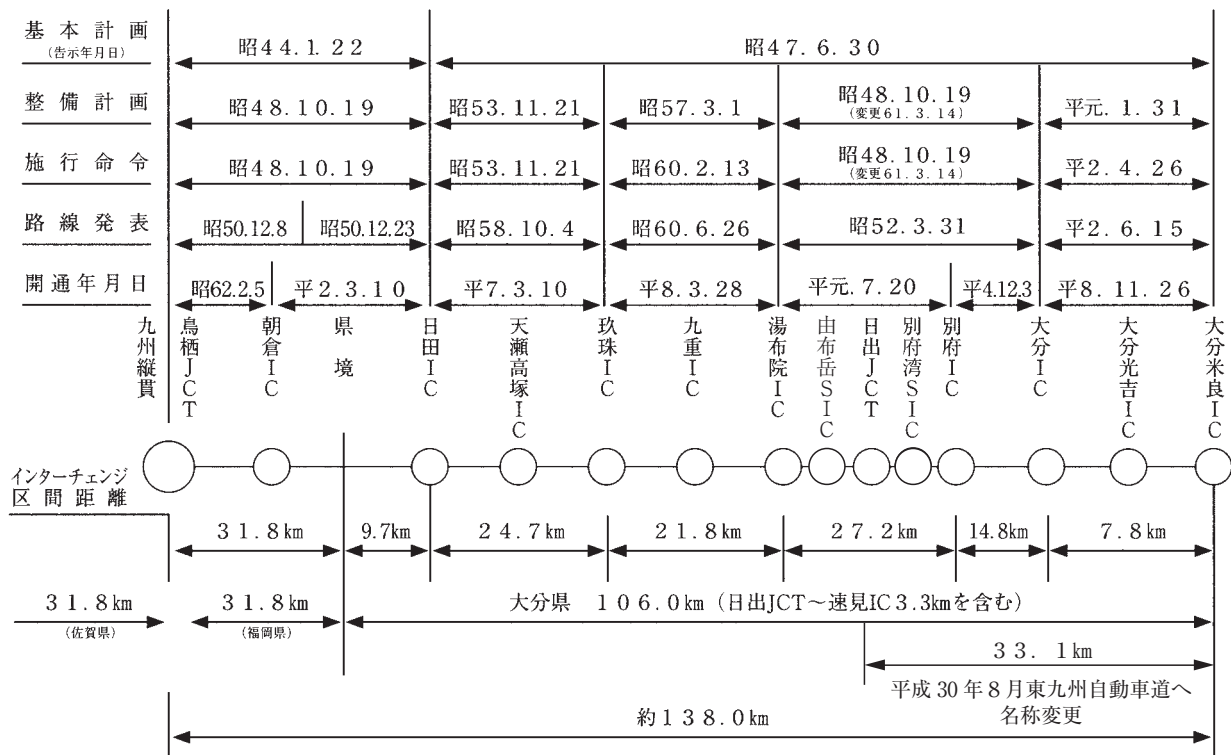 基本計画
(告示年月日)
昭44.1.22
昭47.6.30
整備計画
昭48.10.19
昭53.11.21
昭57.3.1
昭48.10.19
(変更61.3.14)
平元.1.31
施行命令
昭48.10.19
昭53.11.21
昭60.2.13
昭48.10.19
(変更61.3.14)
平2.4.26
路線発表
昭50.12.8
昭50.12.23
昭58.10.4
昭60.6.26
昭52.3.31
平2.6.15
開通年月日
昭62.2.5
平2.3.10
平7.3.10
平8.3.28
平元.7.20
平4.12.3
平8.11.26
九州縦貫
鳥栖JCT
朝倉IC
県境
日田IC
天瀬高塚IC
玖珠IC
九重IC
湯布院IC
由布岳SIC
日出JCT
別府湾SIC
別府IC
大分IC
大分光吉IC
大分米良IC
インターチェンジ
区間距離
31.8㎞
9.7㎞
24.7㎞
21.8㎞
27.2㎞
14.8㎞
7.8㎞
31.8㎞
(佐賀県)
31.8㎞
(福岡県)
大分県 106.0㎞(日出JCT~速見IC3.3㎞を含む)
33.1㎞
平成30年8月東九州自動車道へ
名称変更
約138.0㎞